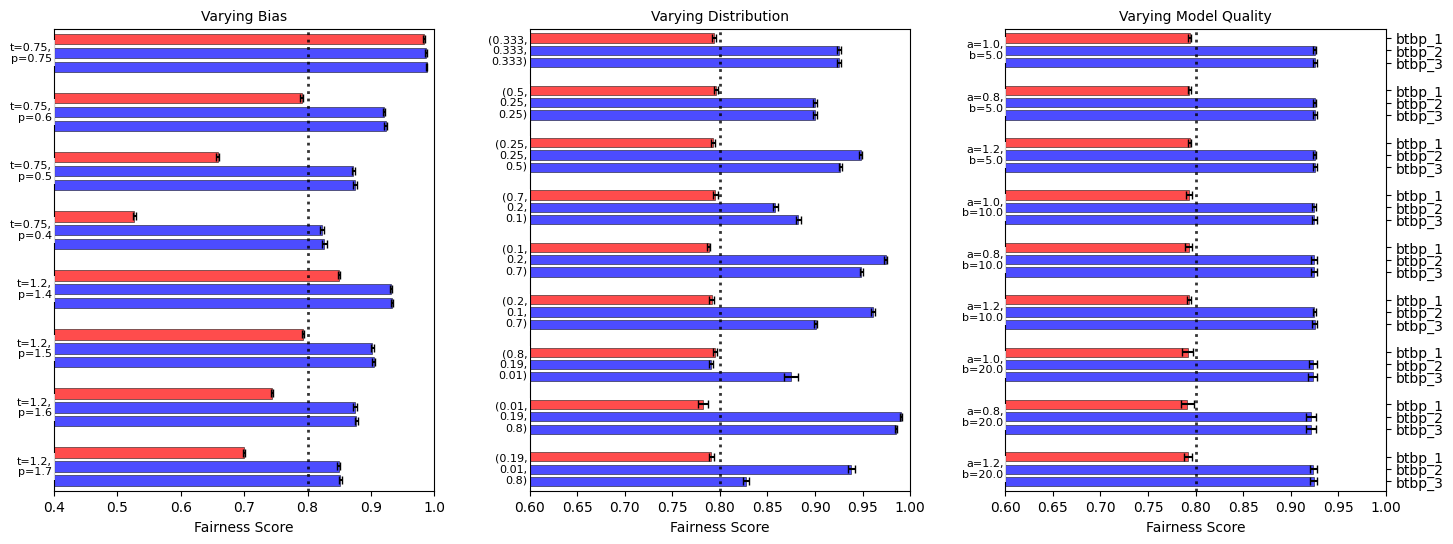 Varying Bias
t=0.75,
p=0.75
t=0.75,
p=0.6
t=0.75,
p=0.5
t=0.75,
p=0.4
t=1.2,
p=1.4
t=1.2,
p=1.5
t=1.2,
p=1.6
t=1.2,
p=1.7
0.4 0.5 0.6 0.7 0.8 0.9 1.0
Fairness Score
Varying Distribution
(0.333,
0.333,
0.333)
(0.5,
0.25,
0.25)
(0.25,
0.25,
0.5)
(0.7,
0.2,
0.1)
(0.1,
0.2,
0.7)
(0.2,
0.1,
0.7)
(0.8,
0.19,
0.01)
(0.01,
0.19,
0.8)
(0.19,
0.01,
0.8)
0.60 0.65 0.70 0.75 0.80 0.85 0.90 0.95 1.00
Fairness Score
Varying Model Quality
a=1.0,
b=5.0
a=0.8,
b=5.0
a=1.2,
b=5.0
a=1.0,
b=10.0
a=0.8,
b=10.0
a=1.2,
b=10.0
a=1.0,
b=20.0
a=0.8,
b=20.0
a=1.2,
b=20.0
0.60 0.65 0.70 0.75 0.80 0.85 0.90 0.95 1.00
Fairness Score
btbp_1
btbp_2
btbp_3
btbp_1
btbp_2
btbp_3
btbp_1
btbp_2
btbp_3
btbp_1
btbp_2
btbp_3
btbp_1
btbp_2
btbp_3
btbp_1
btbp_2
btbp_3
btbp_1
btbp_2
btbp_3
btbp_1
btbp_2
btbp_3
btbp_1
btbp_2
btbp_3